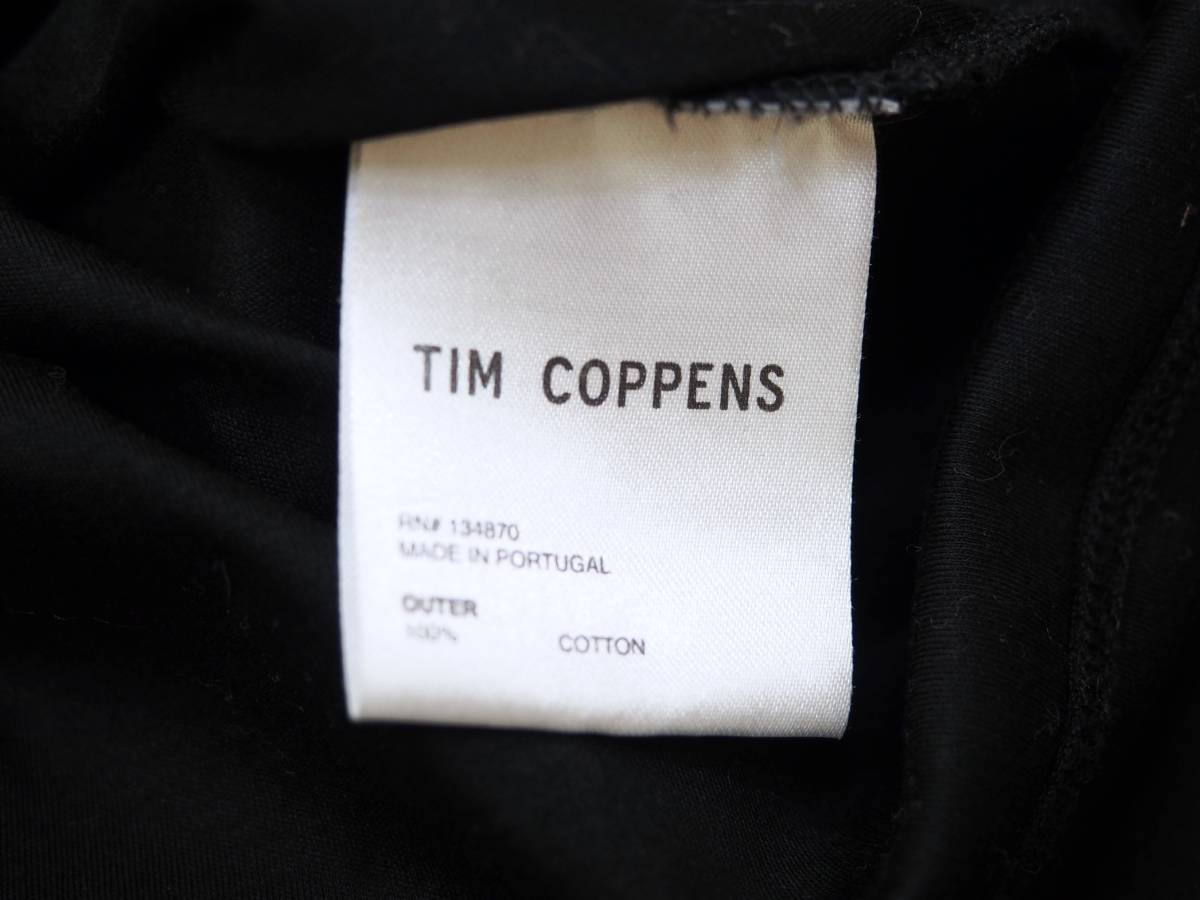 TIM COPPENS
RN# 134870
MADE IN PORTUGAL
OUTER
100% COTTON